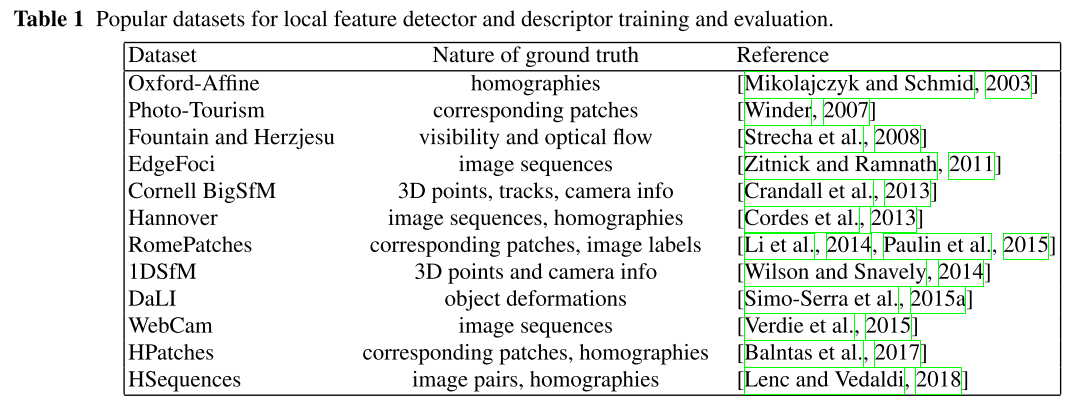 Table 1 Popular datasets for local feature detector and descriptor training and evaluation.
Dataset Nature of ground truth Reference
Oxford-Affine homographies [Mikolajczyk and Schmid, 2003]
Photo-Tourism corresponding patches [Winder, 2007]
Fountain and Herzjesu visibility and optical flow [Strecha et al., 2008]
EdgeFoci image sequences [Zitnick and Ramnath, 2011]
Cornell BigSfM 3D points, tracks, camera info [Crandall et al., 2013]
Hannover image sequences, homographies [Cordes et al., 2013]
RomePatches corresponding patches, image labels [Li et al., 2014, Paulin et al., 2015]
1DSfM 3D points and camera info [Wilson and Snavely, 2014]
DaLI object deformations [Simo-Serra et al., 2015a]
WebCam image sequences [Verdie et al., 2015]
HPatches corresponding patches, homographies [Balntas et al., 2017]
HSequences image pairs, homographies [Lenc and Vedaldi, 2018]